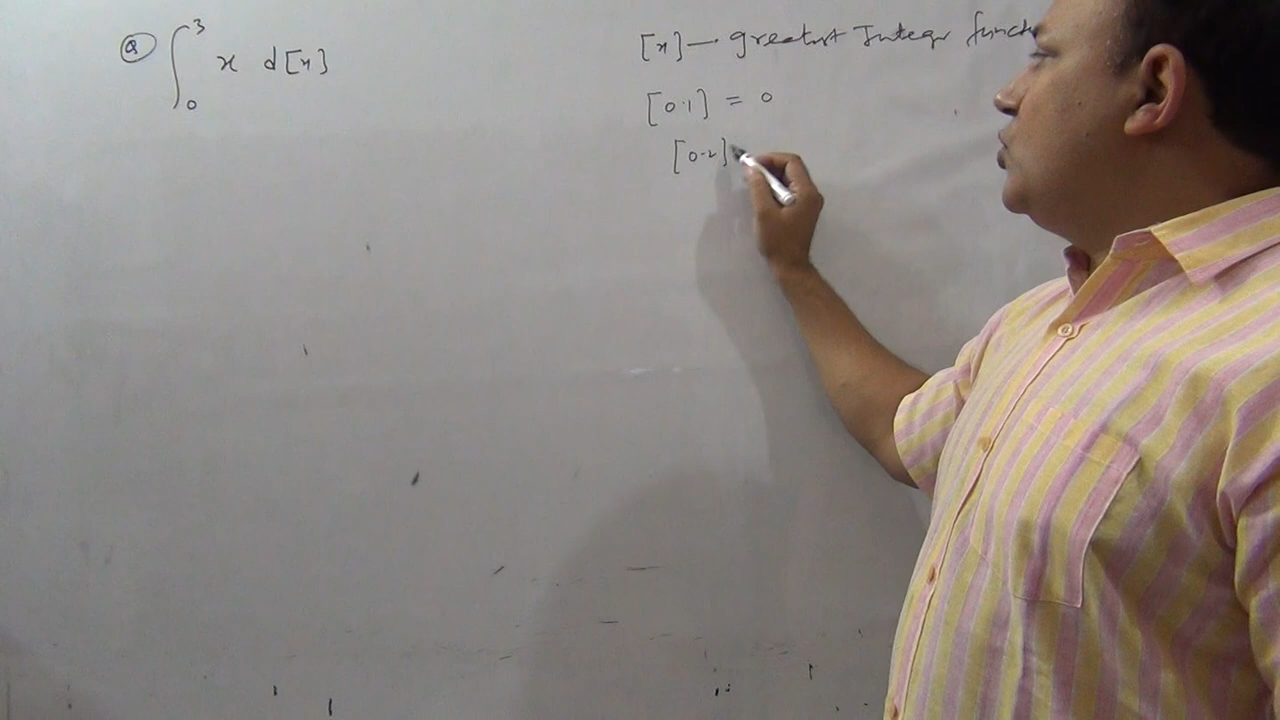 Q ∫₀³ x d[x]
[x] — greatest Integer funct
[0.1] = 0
[0.2]